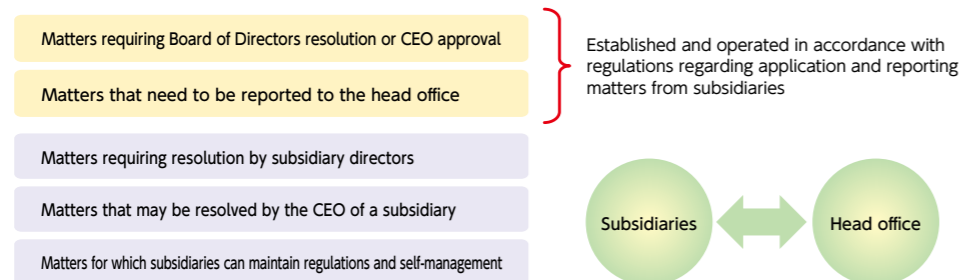 Matters requiring Board of Directors resolution or CEO approval
Matters that need to be reported to the head office
Established and operated in accordance with
regulations regarding application and reporting
matters from subsidiaries
Matters requiring resolution by subsidiary directors
Matters that may be resolved by the CEO of a subsidiary
Matters for which subsidiaries can maintain regulations and self-management
Subsidiaries
Head office